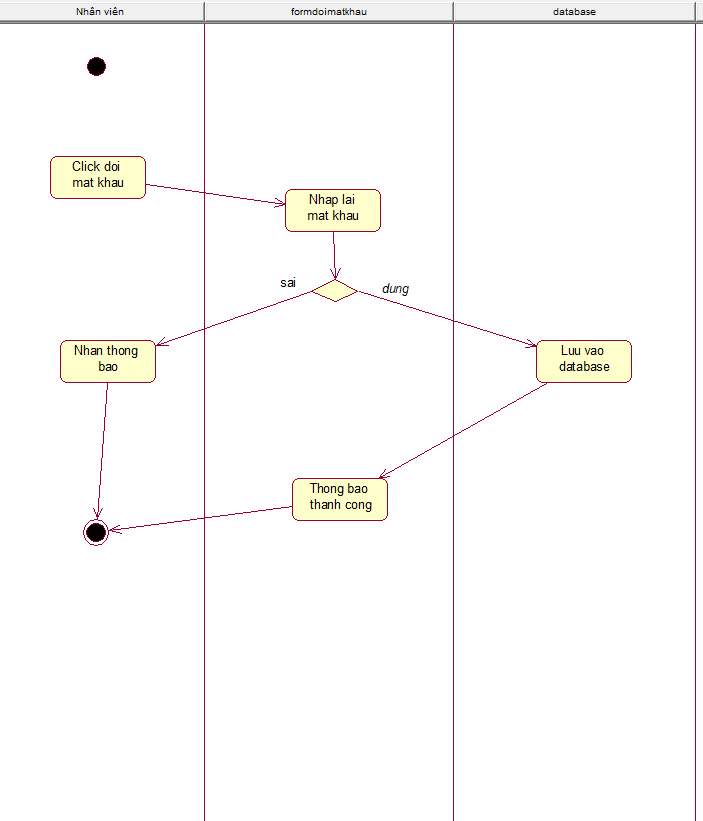 Nhân viên
formdoimatkhau
database
Click doi
mat khau
Nhap lai
mat khau
sai
dung
Nhan thong
bao
Luu vao
database
Thong bao
thanh cong